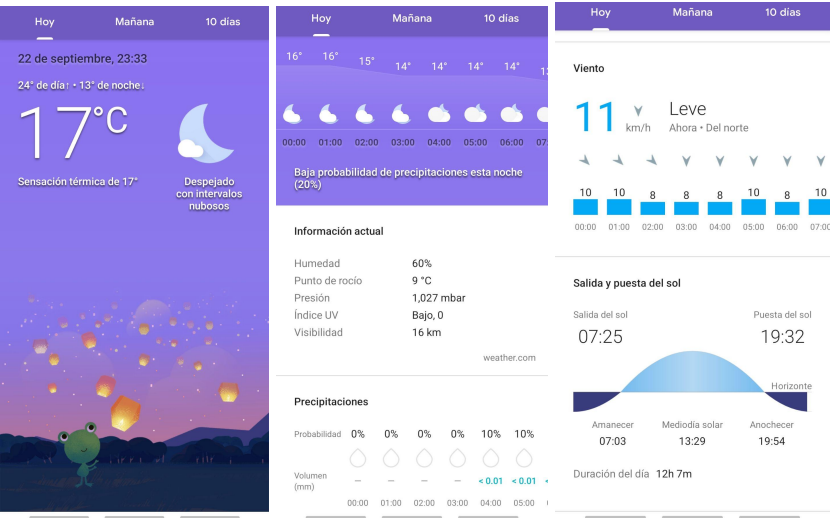 Hoy Mañana 10 días
22 de septiembre, 23:33
24° de día↑ • 13° de noche↓
17°C
Sensación térmica de 17°
Despejado
con intervalos
nubosos
Hoy Mañana 10 días
16° 16° 15° 14° 14° 14° 14°
00:00 01:00 02:00 03:00 04:00 05:00 06:00 07:
Baja probabilidad de precipitaciones esta noche
(20%)
Información actual
Humedad 60%
Punto de rocío 9 °C
Presión 1,027 mbar
Índice UV Bajo, 0
Visibilidad 16 km
weather.com
Precipitaciones
Probabilidad 0% 0% 0% 0% 10% 10%
Volumen
(mm) – – – – < 0.01 < 0.01 <
00:00 01:00 02:00 03:00 04:00 05:00
Hoy Mañana 10 días
Viento
11 km/h
Leve
Ahora • Del norte
10 10 8 8 8 10 8 10
00:00 01:00 02:00 03:00 04:00 05:00 06:00 07:00
Salida y puesta del sol
Salida del sol Puesta del sol
07:25 19:32
Horizonte
Amanecer Mediodía solar Anochecer
07:03 13:29 19:54
Duración del día 12h 7m